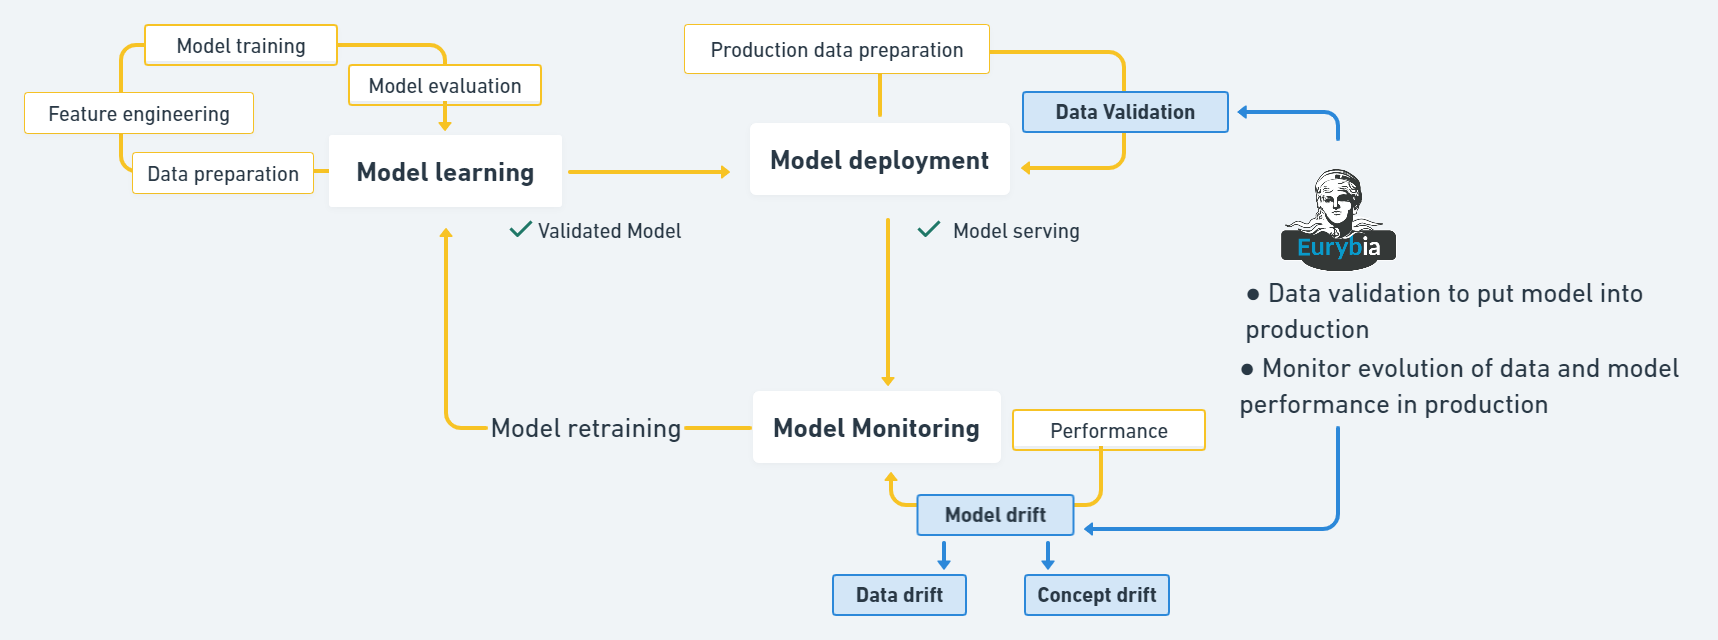 Model training
Model evaluation
Feature engineering
Data preparation
Model learning
Validated Model
Production data preparation
Data Validation
Model deployment
Model serving
Eurybia
● Data validation to put model into
production
● Monitor evolution of data and model
performance in production
Model retraining
Model Monitoring
Performance
Model drift
Data drift
Concept drift